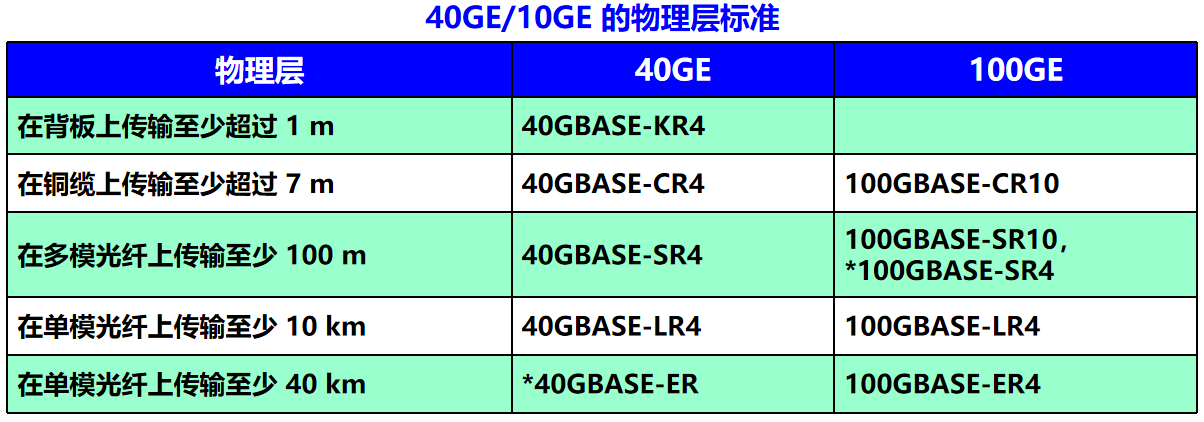 40GE/10GE 的物理层标准
物理层 40GE 100GE
在背板上传输至少超过 1 m 40GBASE-KR4
在铜缆上传输至少超过 7 m 40GBASE-CR4 100GBASE-CR10
在多模光纤上传输至少 100 m 40GBASE-SR4 100GBASE-SR10，
*100GBASE-SR4
在单模光纤上传输至少 10 km 40GBASE-LR4 100GBASE-LR4
在单模光纤上传输至少 40 km *40GBASE-ER 100GBASE-ER4